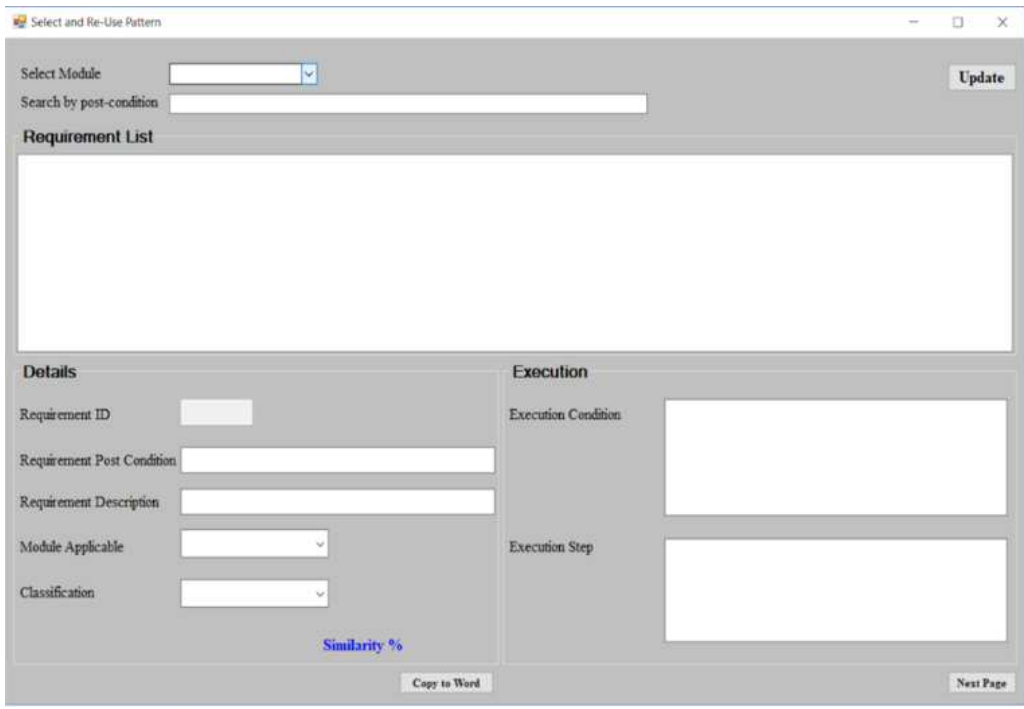 Select and Re-Use Pattern
Select Module
Update
Search by post-condition
Requirement List
Details
Execution
Requirement ID
Execution Condition
Requirement Post Condition
Requirement Description
Module Applicable
Execution Step
Classification
Similarity %
Copy to Word
Next Page